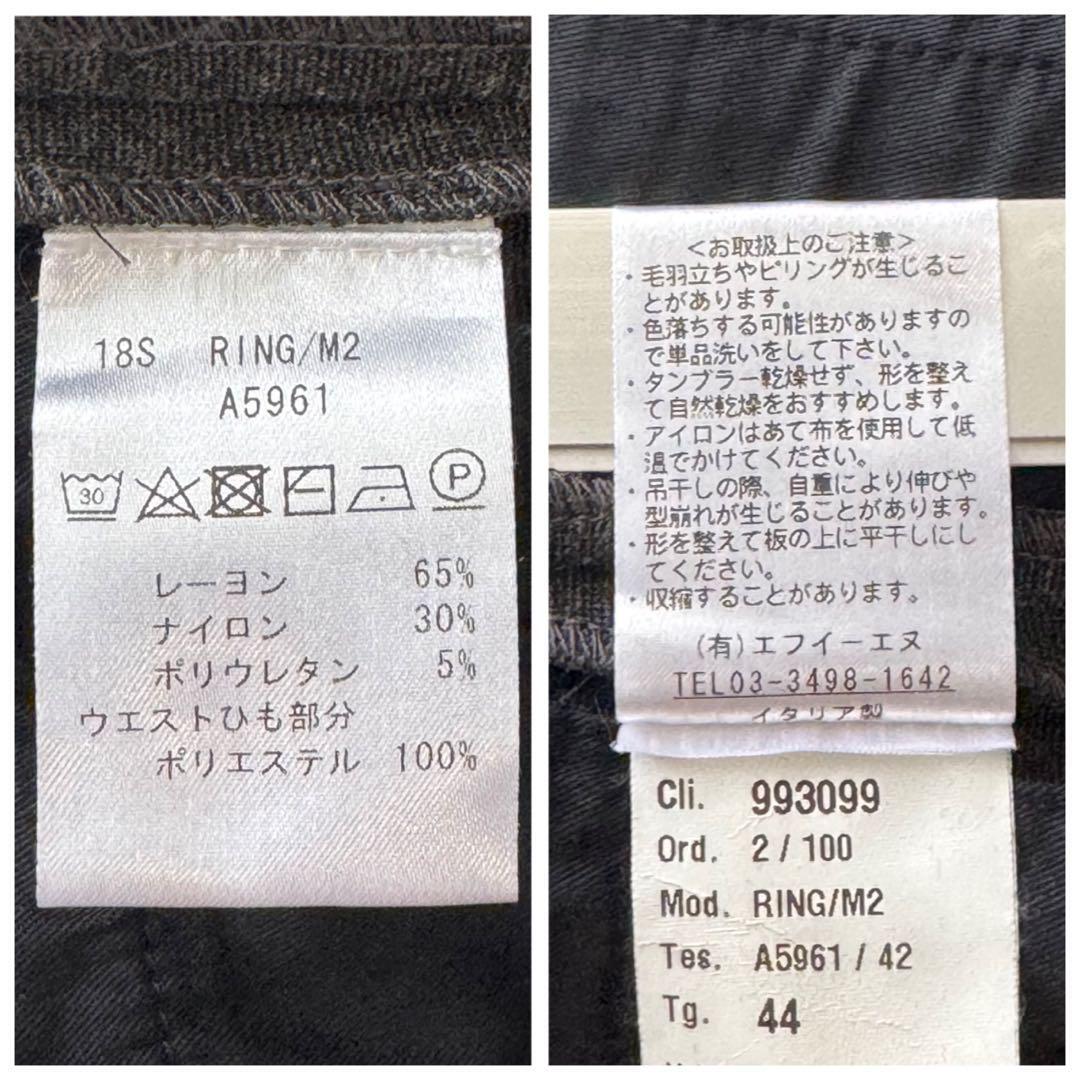 18S RING/M2
A5961
30 P
レーヨン 65%
ナイロン 30%
ポリウレタン 5%
ウエストひも部分
ポリエステル 100%
<お取扱上のご注意>
・毛羽立ちやピリングが生じるこ
とがあります。
・色落ちする可能性がありますの
で単品洗いをして下さい。
・タンブラー乾燥せず、形を整え
て自然乾燥をおすすめします。
・アイロンはあて布を使用して低
温でかけてください。
・吊干しの際、自重により伸びや
型崩れが生じることがあります。
・形を整えて板の上に平干しにし
てください。
・収縮することがあります。
(有)エフイーエヌ
TEL03-3498-1642
イタリア製
Cli. 993099
Ord. 2 / 100
Mod. RING/M2
Tes. A5961 / 42
Tg. 44